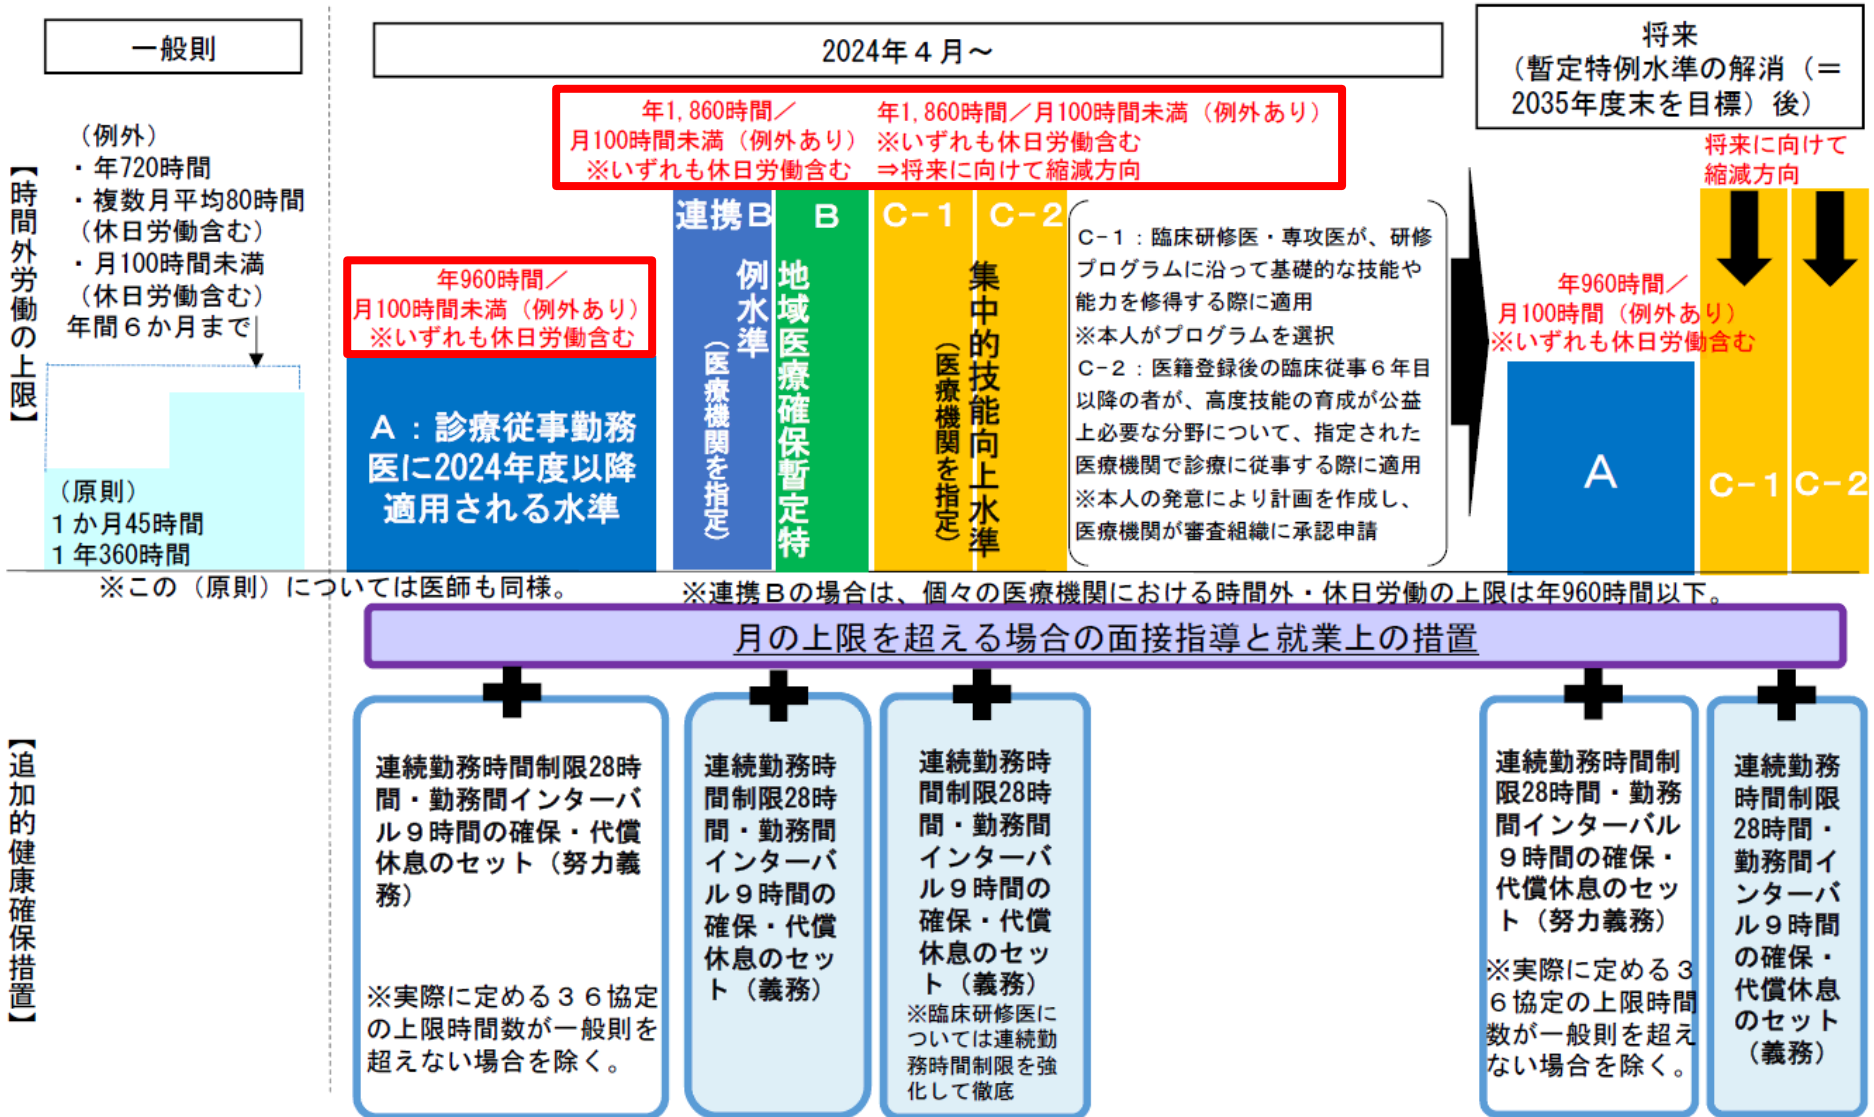 一般則
2024年４月～
将来
（暫定特例水準の解消（＝
2035年度末を目標）後）
【時間外労働の上限】
（例外）
・年720時間
・複数月平均80時間
（休日労働含む）
・月100時間未満
（休日労働含む）
年間６か月まで
（原則）
１か月45時間
１年360時間
※この（原則）については医師も同様。
年960時間／
月100時間未満（例外あり）
※いずれも休日労働含む
Ａ：診療従事勤務
医に2024年度以降
適用される水準
年1,860時間／
月100時間未満（例外あり）
※いずれも休日労働含む
年1,860時間／月100時間未満（例外あり）
※いずれも休日労働含む
⇒将来に向けて縮減方向
連携Ｂ
Ｂ
地域医療確保暫定特
例水準
（医療機関を指定）
Ｃ-１
Ｃ-２
集中的技能向上水準
（医療機関を指定）
Ｃ-１：臨床研修医・専攻医が、研修
プログラムに沿って基礎的な技能や
能力を修得する際に適用
※本人がプログラムを選択
Ｃ-２：医籍登録後の臨床従事６年目
以降の者が、高度技能の育成が公益
上必要な分野について、指定された
医療機関で診療に従事する際に適用
※本人の発意により計画を作成し、
医療機関が審査組織に承認申請
将来に向けて
縮減方向
年960時間／
月100時間（例外あり）
※いずれも休日労働含む
Ａ
Ｃ-１
Ｃ-２
※連携Ｂの場合は、個々の医療機関における時間外・休日労働の上限は年960時間以下。
月の上限を超える場合の面接指導と就業上の措置
【追加的健康確保措置】
連続勤務時間制限28時
間・勤務間インターバ
ル９時間の確保・代償
休息のセット（努力義
務）
※実際に定める３６協定
の上限時間数が一般則を
超えない場合を除く。
連続勤務時
間制限28時
間・勤務間
インターバ
ル９時間の
確保・代償
休息のセッ
ト（義務）
連続勤務時
間制限28時
間・勤務間
インターバ
ル９時間の
確保・代償
休息のセッ
ト（義務）
※臨床研修医に
ついては連続勤
務時間制限を強
化して徹底
連続勤務時間制
限28時間・勤務
間インターバル
９時間の確保・
代償休息のセッ
ト（努力義務）
※実際に定める３
６協定の上限時間
数が一般則を超え
ない場合を除く。
連続勤務
時間制限
28時間・
勤務間イ
ンターバ
ル９時間
の確保・
代償休息
のセット
（義務）